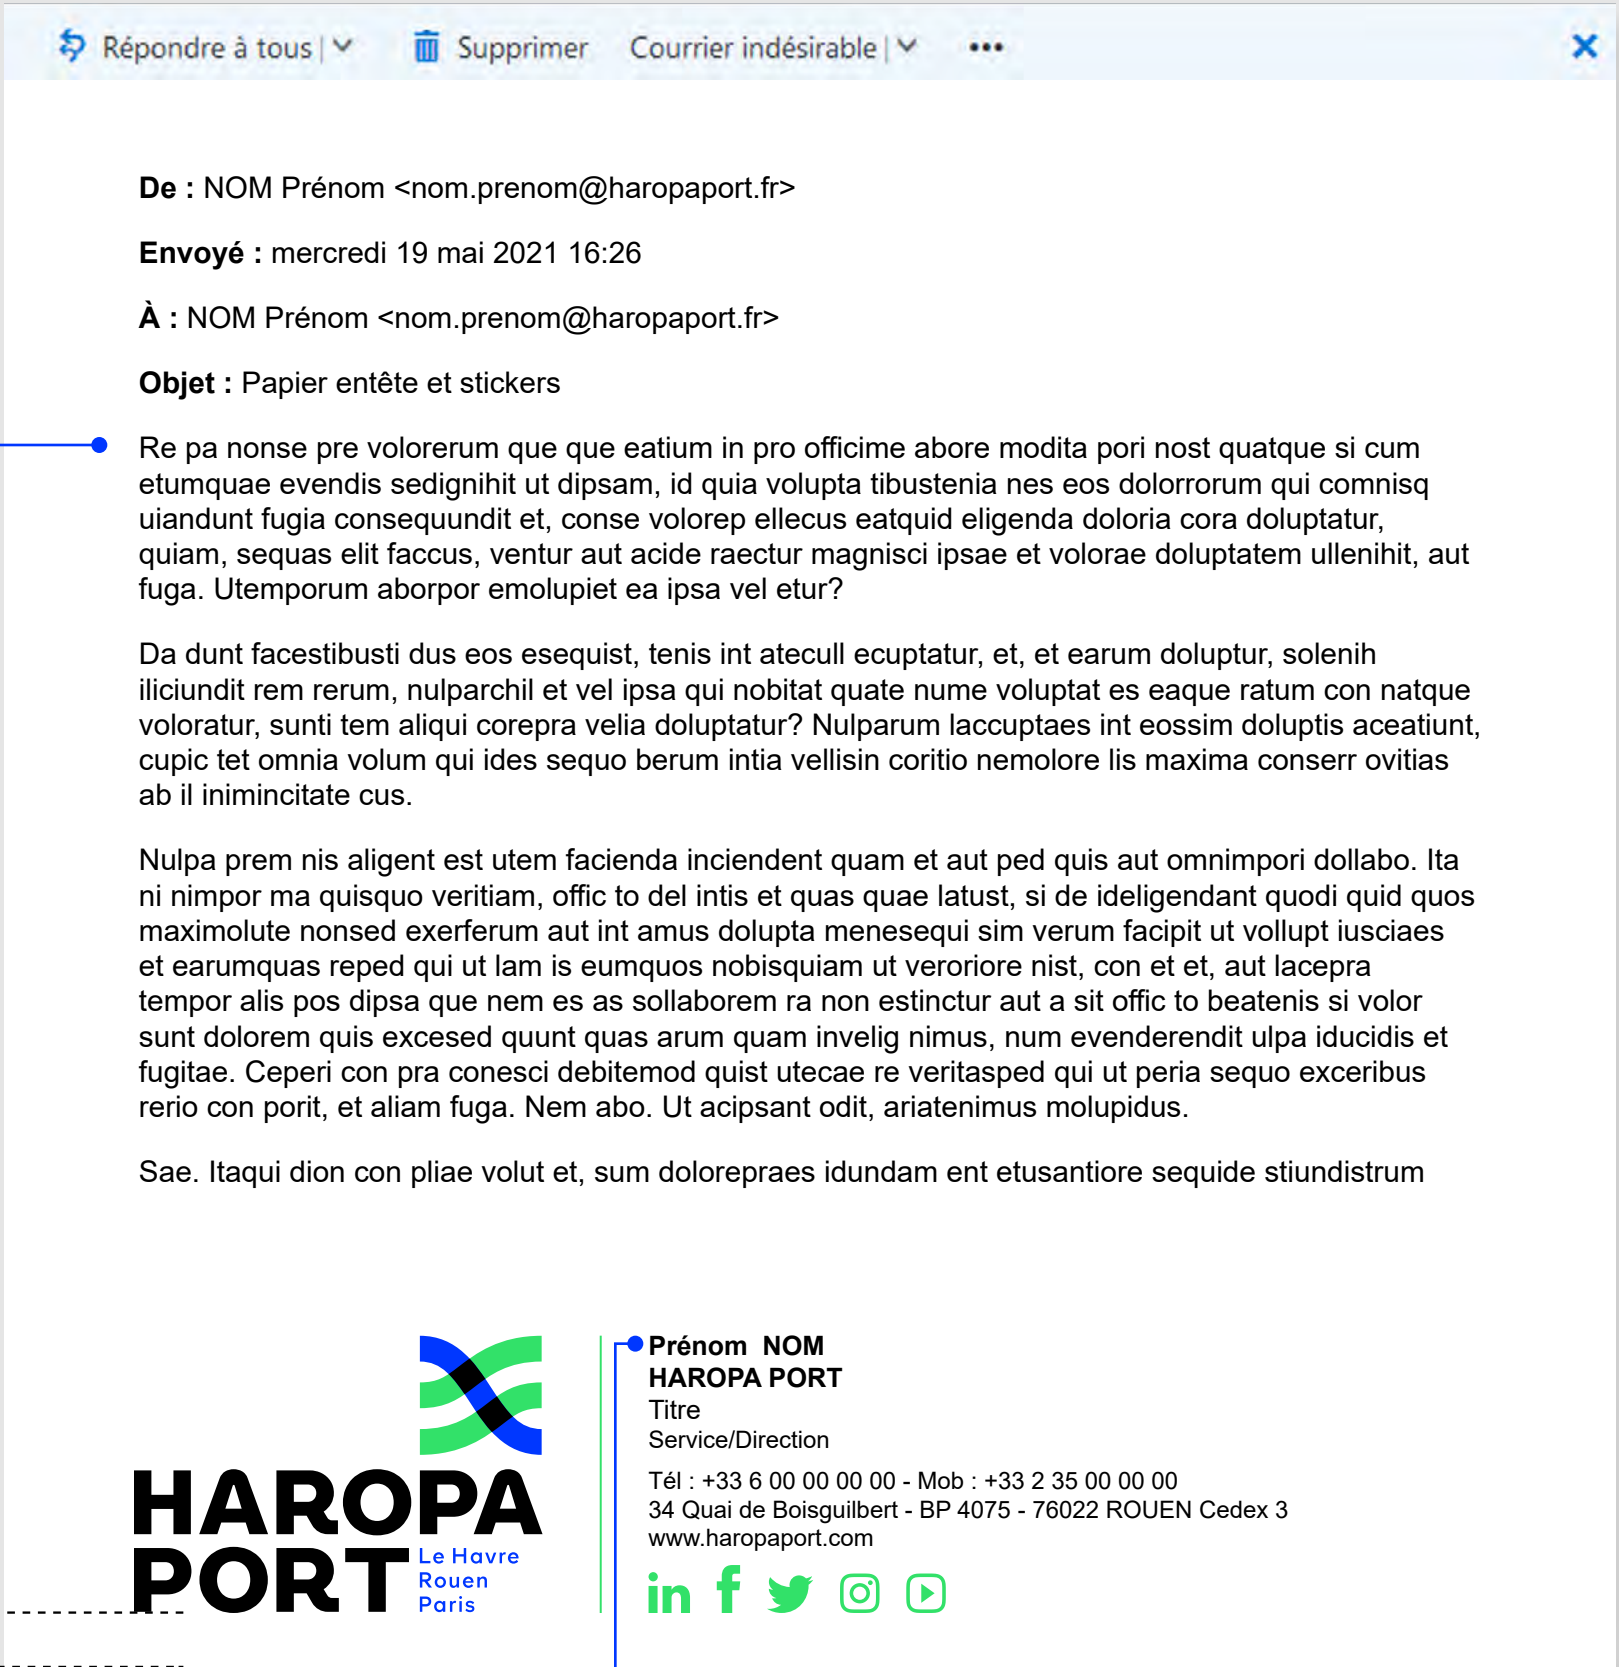 Répondre à tous | Supprimer Courrier indésirable | •••
De : NOM Prénom <nom.prenom@haropaport.fr>
Envoyé : mercredi 19 mai 2021 16:26
À : NOM Prénom <nom.prenom@haropaport.fr>
Objet : Papier entête et stickers
Re pa nonse pre volorerum que que eatium in pro officime abore modita pori nost quatque si cum
etumquae evendis sedignihit ut dipsam, id quia volupta tibustenia nes eos dolorrorum qui comnisq
uiandunt fugia consequundit et, conse volorep ellecus eatquid eligenda doloria cora doluptatur,
quiam, sequas elit faccus, ventur aut acide raectur magnisci ipsae et volorae doluptatem ullenihit, aut
fuga. Utemporum aborpor emolupiet ea ipsa vel etur?
Da dunt facestibusti dus eos esequist, tenis int atecull ecuptatur, et, et earum doluptur, solenih
iliciundit rem rerum, nulparchil et vel ipsa qui nobitat quate nume voluptat es eaque ratum con natque
voloratur, sunti tem aliqui corepra velia doluptatur? Nulparum laccuptaes int eossim doluptis aceatiunt,
cupic tet omnia volum qui ides sequo berum intia vellisin coritio nemolore lis maxima conserr ovitias
ab il inimincitate cus.
Nulpa prem nis aligent est utem facienda inciendent quam et aut ped quis aut omnimpori dollabo. Ita
ni nimpor ma quisquo veritiam, offic to del intis et quas quae latust, si de ideligendant quodi quid quos
maximolute nonsed exerferum aut int amus dolupta menesequi sim verum facipit ut vollupt iusciaes
et earumquas reped qui ut lam is eumquos nobisquiam ut veroriore nist, con et et, aut lacepra
tempor alis pos dipsa que nem es as sollaborem ra non estinctur aut a sit offic to beatenis si volor
sunt dolorem quis excesed quunt quas arum quam invelig nimus, num evenderendit ulpa iducidis et
fugitae. Ceperi con pra conesci debitemod quist utecae re veritasped qui ut peria sequo exceribus
rerio con porit, et aliam fuga. Nem abo. Ut acipsant odit, ariatenimus molupidus.
Sae. Itaqui dion con pliae volut et, sum dolorepraes idundam ent etusantiore sequide stiundistrum
HAROPA
PORT
Le Havre
Rouen
Paris
Prénom NOM
HAROPA PORT
Titre
Service/Direction
Tél : +33 6 00 00 00 00 - Mob : +33 2 35 00 00 00
34 Quai de Boisguilbert - BP 4075 - 76022 ROUEN Cedex 3
www.haropaport.com